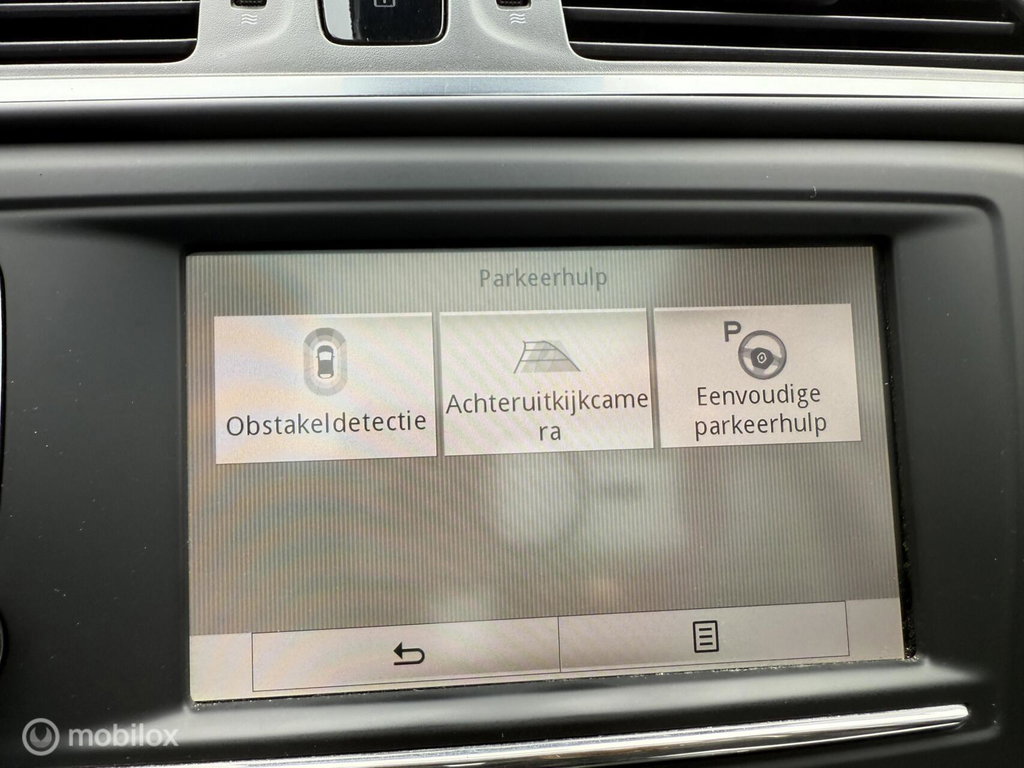 Parkeerhulp
Obstakeldetectie
Achteruitkijkcame
ra
P
Eenvoudige
parkeerhulp
mobilox